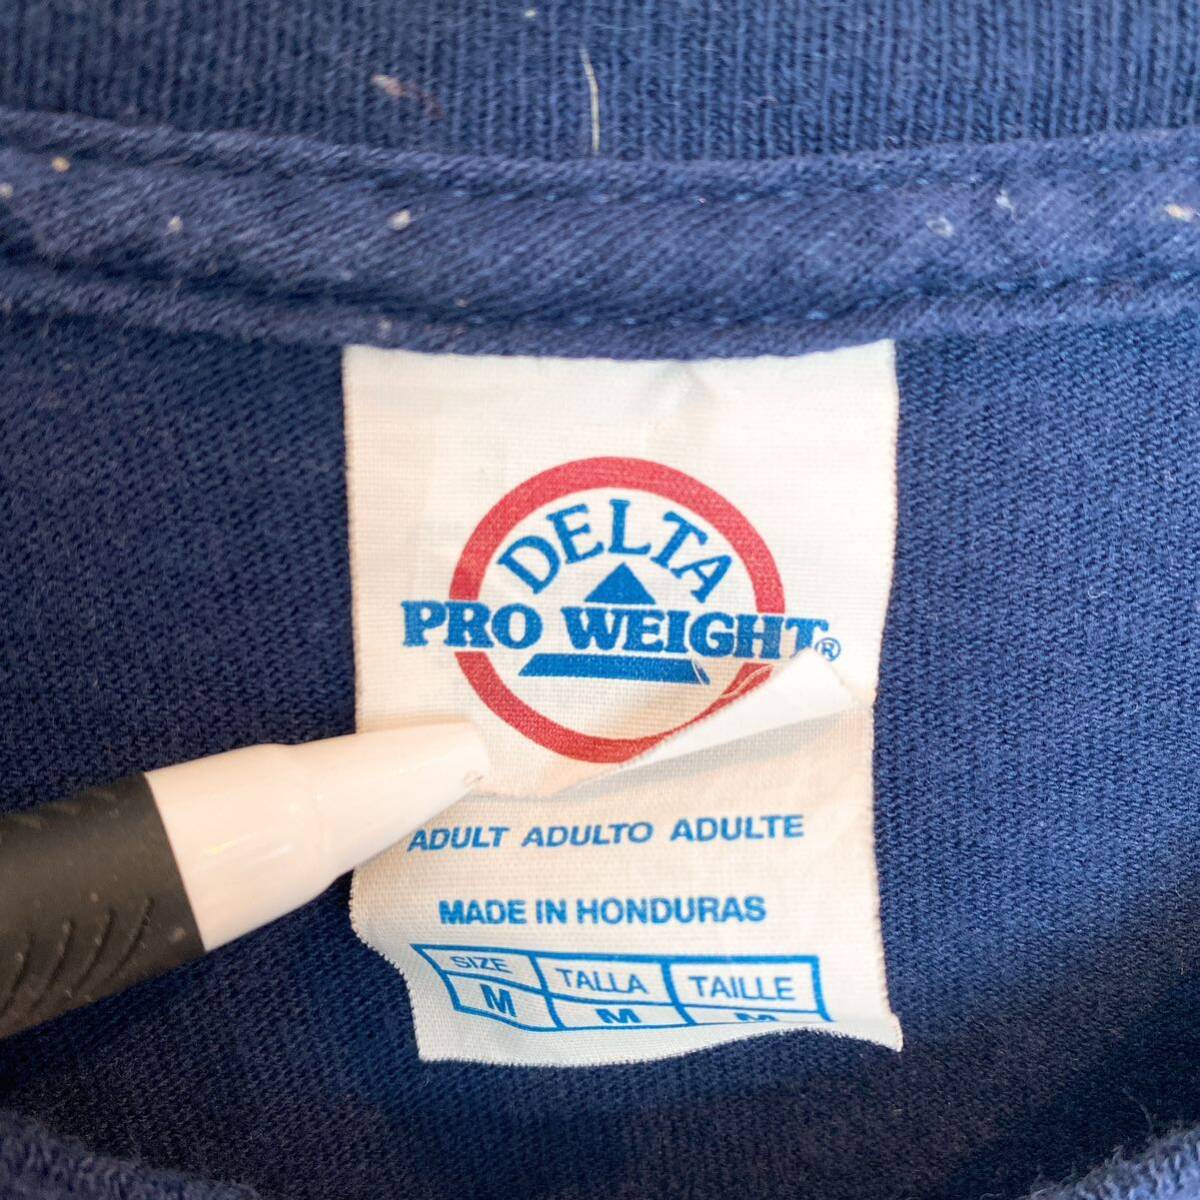 DELTA
PRO WEIGHT®
ADULT ADULTO ADULTE
MADE IN HONDURAS
SIZE TALLA TAILLE
M M M